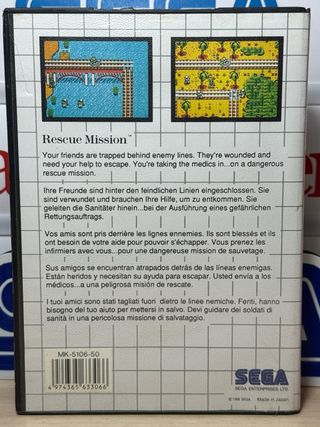 Rescue Mission™
Your friends are trapped behind enemy lines. They're wounded and
need your help to escape. You're taking the medics in...on a dangerous
rescue mission.
Ihre Freunde sind hinter den feindlichen Linien eingeschlossen. Sie
sind verwundet und brauchen Ihre Hilfe, um zu entkommen. Sie
geleiten die Sanitäter hinein...bei der Ausführung eines gefährlichen
Rettungsauftrags.
Vos amis sont pris derrière les lignes ennemies. Ils sont blessés et ils
ont besoin de votre aide pour pouvoir s'échapper. Vous prenez les
infirmiers avec vous...pour une dangereuse mission de sauvetage.
Sus amigos se encuentran atrapados detrás de las líneas enemigas.
Están heridos y necesitan su ayuda para escapar. Usted envía a los
médicos...a una peligrosa misión de rescate.
I tuoi amici sono stati tagliati fuori dietro le linee nemiche. Feriti, hanno
bisogno del tuo aiuto per mettersi in salvo. Devi guidare dei soldati di
sanità in una pericolosa missione di salvataggio.
MK-5106-50
4 974365 633066
SEGA
SEGA ENTERPRISES LTD.
© 1988 SEGA Made in Japan